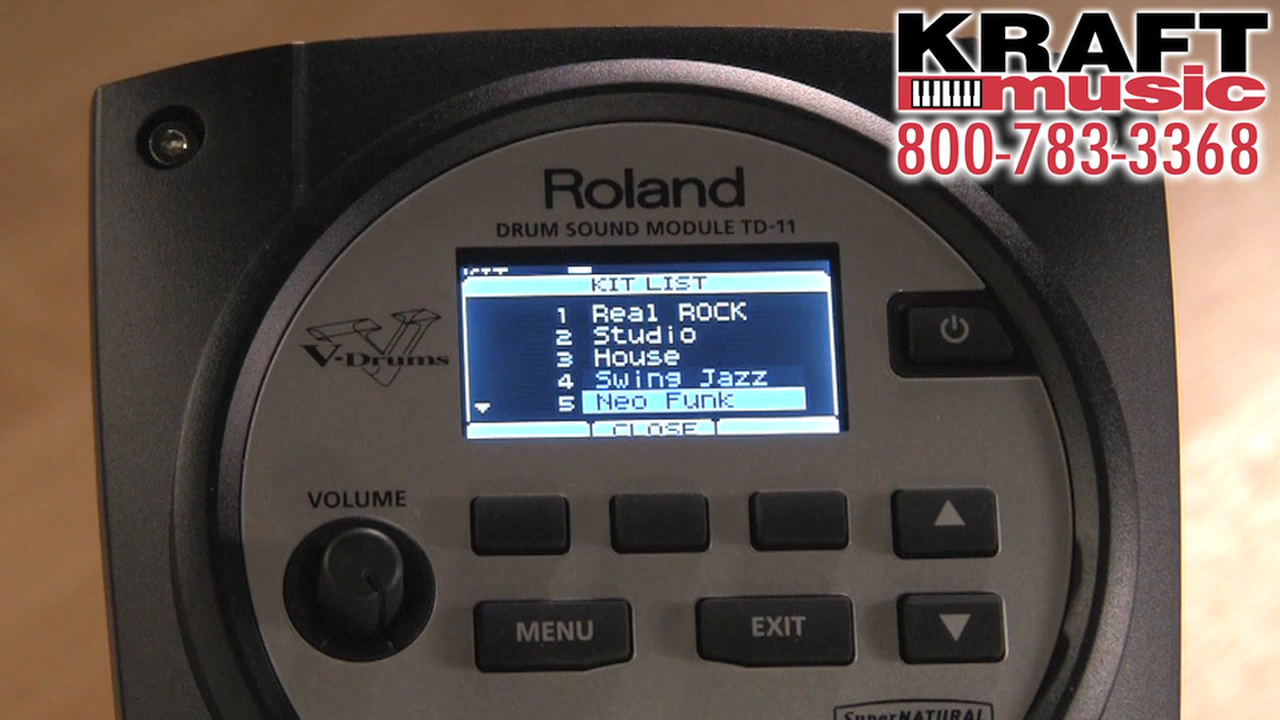 KRAFT
music
800-783-3368
Roland
DRUM SOUND MODULE TD-11
KIT LIST
1 Real ROCK
2 Studio
3 House
4 Swing Jazz
5 Neo Funk
CLOSE
V-Drums
VOLUME
MENU
EXIT
SuperNATURAL